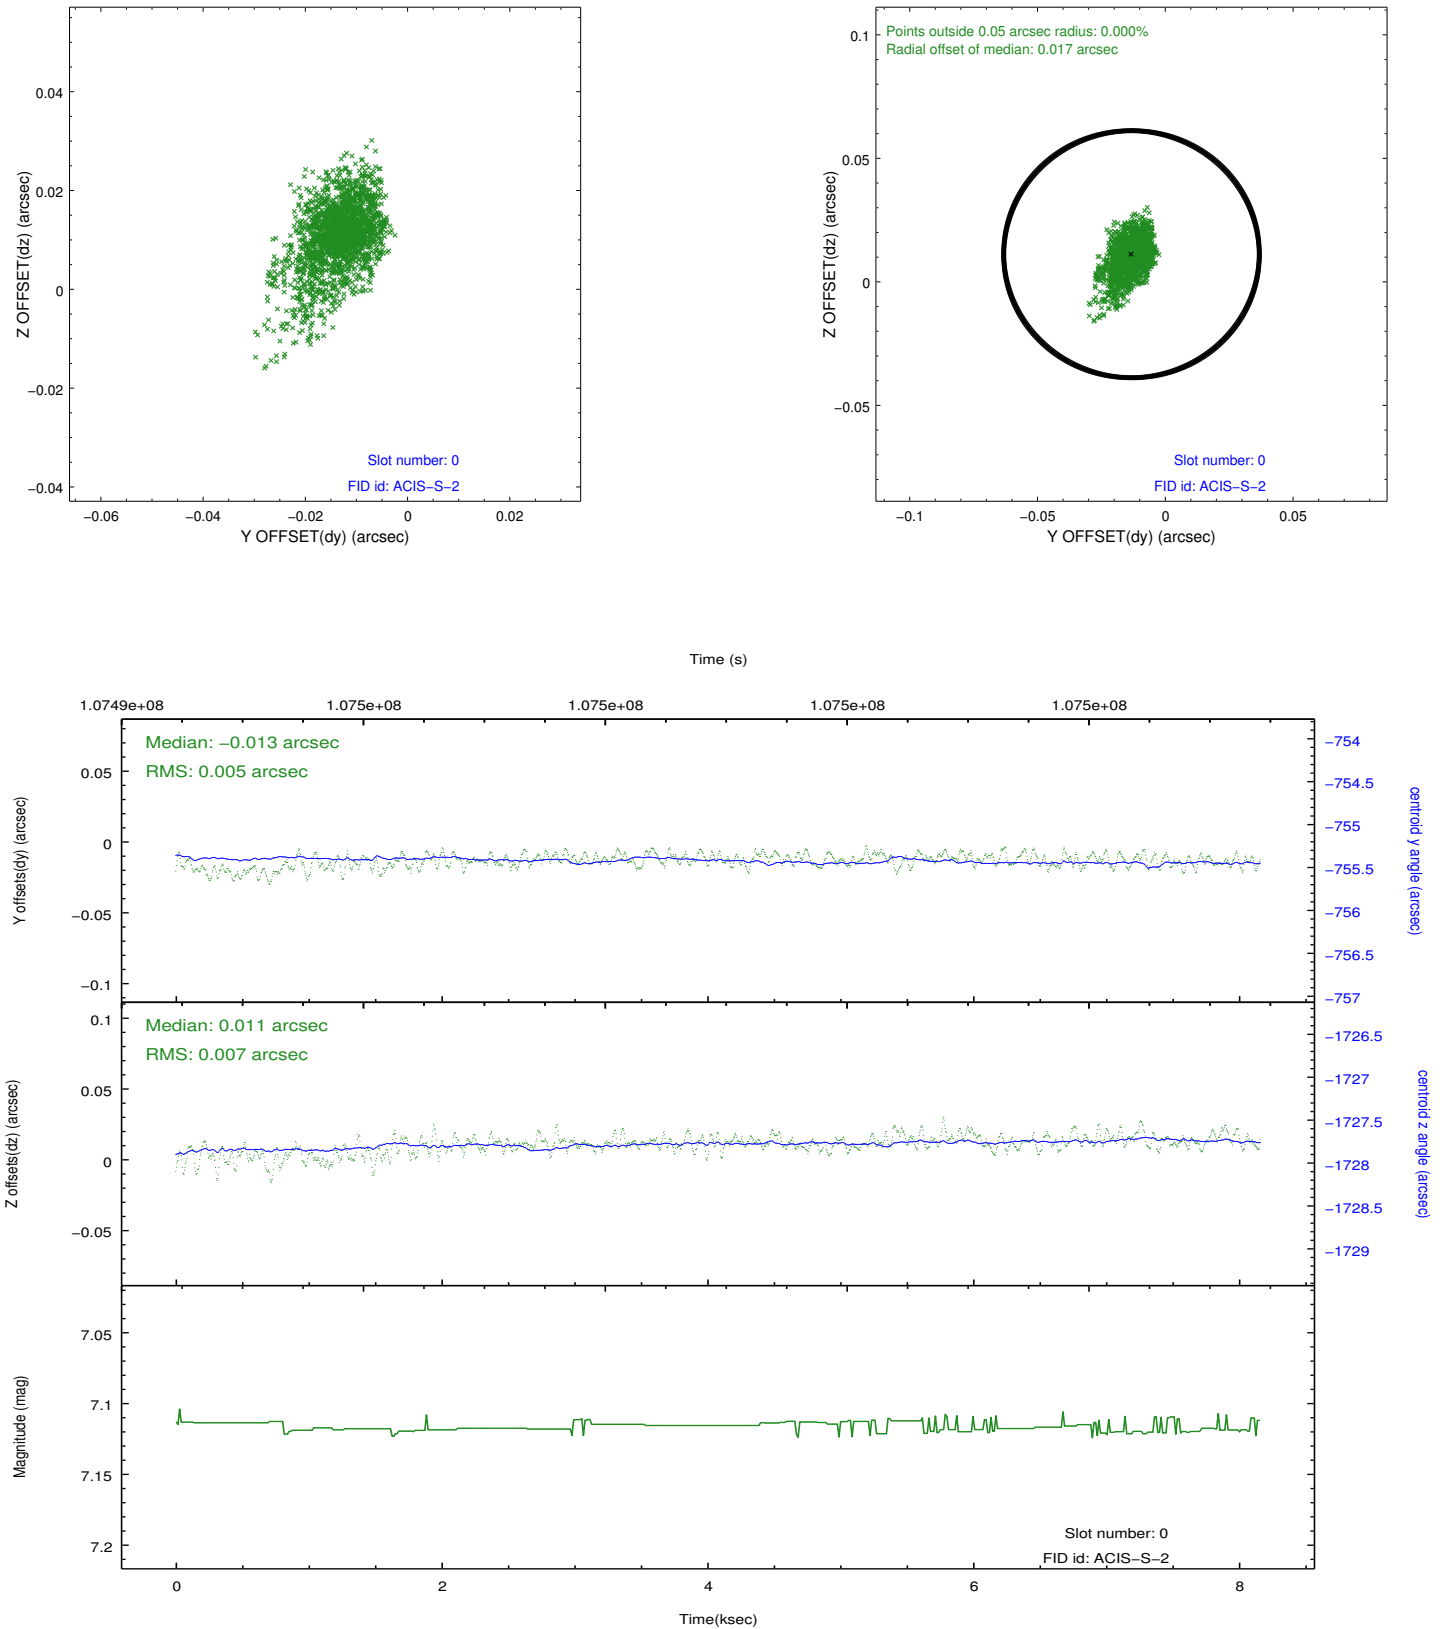 0.04
0.02
0
−0.02
−0.04
Z OFFSET(dz) (arcsec)
Slot number: 0
FID id: ACIS−S−2
−0.06 −0.04 −0.02 0 0.02
Y OFFSET(dy) (arcsec)
Points outside 0.05 arcsec radius: 0.000%
Radial offset of median: 0.017 arcsec
0.1
0.05
0
−0.05
Z OFFSET(dz) (arcsec)
Slot number: 0
FID id: ACIS−S−2
−0.1 −0.05 0 0.05
Y OFFSET(dy) (arcsec)
Time (s)
1.0749e+08 1.075e+08 1.075e+08 1.075e+08 1.075e+08
Median: −0.013 arcsec
RMS: 0.005 arcsec
0.05
0
−0.05
−0.1
Y offsets(dy) (arcsec)
−754
−754.5
−755
−755.5
−756
−756.5
−757
centroid y angle (arcsec)
Median: 0.011 arcsec
RMS: 0.007 arcsec
0.1
0.05
0
−0.05
Z offsets(dz) (arcsec)
−1726.5
−1727
−1727.5
−1728
−1728.5
−1729
centroid z angle (arcsec)
7.05
7.1
7.15
7.2
Magnitude (mag)
Slot number: 0
FID id: ACIS−S−2
0 2 4 6 8
Time(ksec)